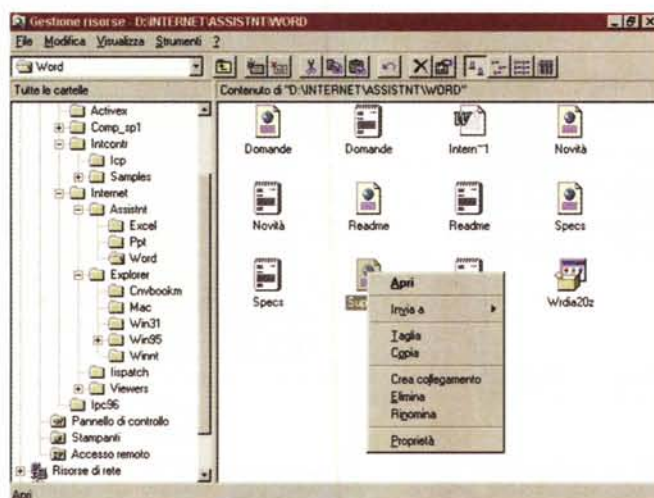 Gestione risorse - D:\INTERNET\ASSISTNT\WORD
File Modifica Visualizza Strumenti ?
Word
Tutte le cartelle
Contenuto di "D:\INTERNET\ASSISTNT\WORD"
Activex
Comp_sp1
Intcontr
Icp
Samples
Internet
Assistnt
Excel
Ppt
Word
Explorer
Cnvbookm
Mac
Win31
Win95
Winnt
Iispatch
Viewers
Ipc96
Pannello di controllo
Stampanti
Accesso remoto
Risorse di rete
Domande
Domande
Intern~1
Novità
Novità
Readme
Readme
Specs
Specs
Wrdia20z
Apri
Invia a
Taglia
Copia
Crea collegamento
Elimina
Rinomina
Proprietà
Apri